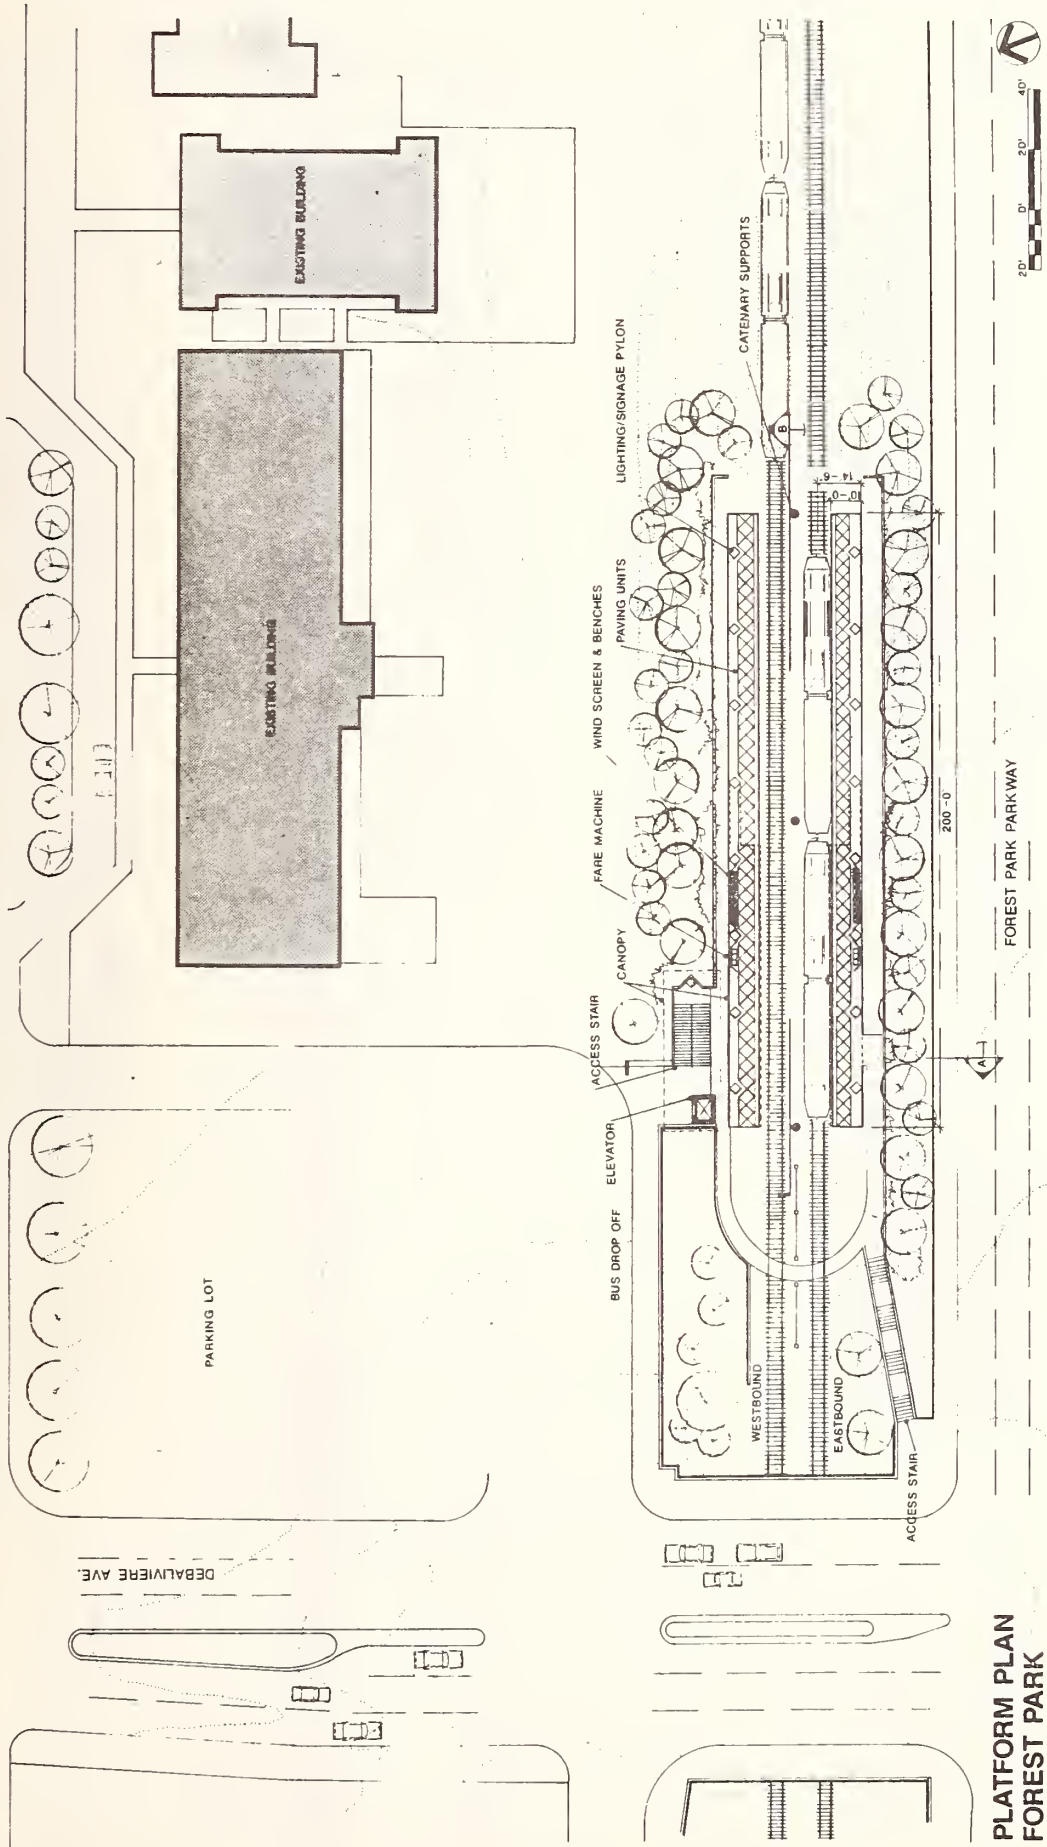 EXISTING BUILDING
EXISTING BUILDING
PARKING LOT
DEBALIVIERE AVE.
BUS DROP OFF
ELEVATOR
ACCESS STAIR
CANOPY
FARE MACHINE
WIND SCREEN & BENCHES
PAVING UNITS
LIGHTING/SIGNAGE PYLON
CATENARY SUPPORTS
B
14'-6"
10'-0"
WESTBOUND
EASTBOUND
ACCESS STAIR
200'-0
A
FOREST PARK PARKWAY
20' 0' 20' 40'
PLATFORM PLAN
FOREST PARK